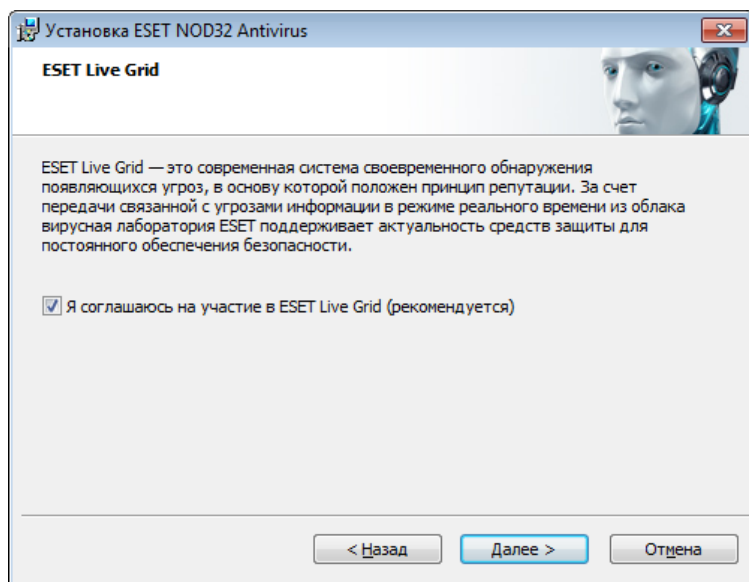 Установка ESET NOD32 Antivirus
ESET Live Grid
ESET Live Grid — это современная система своевременного обнаружения
появляющихся угроз, в основу которой положен принцип репутации. За счет
передачи связанной с угрозами информации в режиме реального времени из облака
вирусная лаборатория ESET поддерживает актуальность средств защиты для
постоянного обеспечения безопасности.
Я соглашаюсь на участие в ESET Live Grid (рекомендуется)
< Назад Далее > Отмена